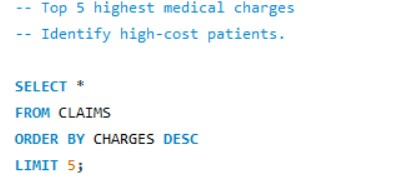 -- Top 5 highest medical charges
-- Identify high-cost patients.
SELECT *
FROM CLAIMS
ORDER BY CHARGES DESC
LIMIT 5;